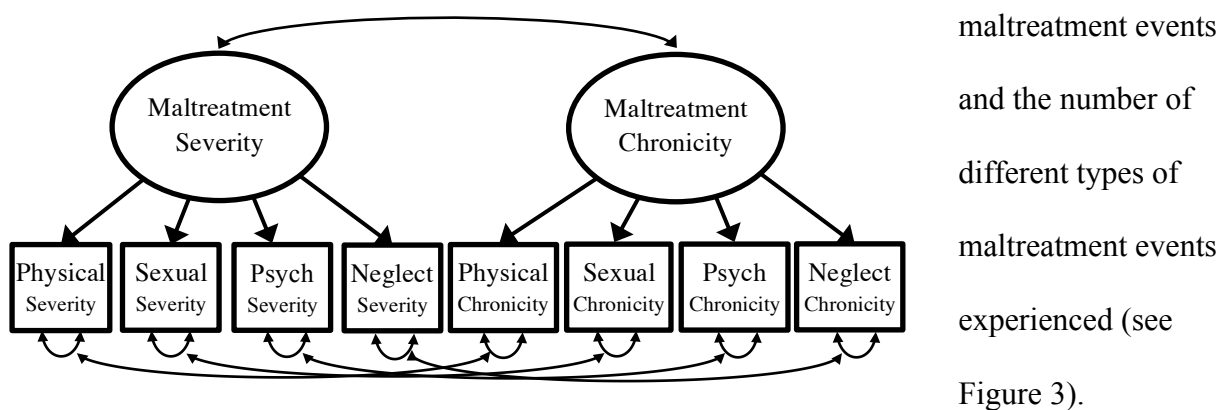 Maltreatment
Severity
Maltreatment
Chronicity
Physical
Severity
Sexual
Severity
Psych
Severity
Neglect
Severity
Physical
Chronicity
Sexual
Chronicity
Psych
Chronicity
Neglect
Chronicity
maltreatment events
and the number of
different types of
maltreatment events
experienced (see
Figure 3).